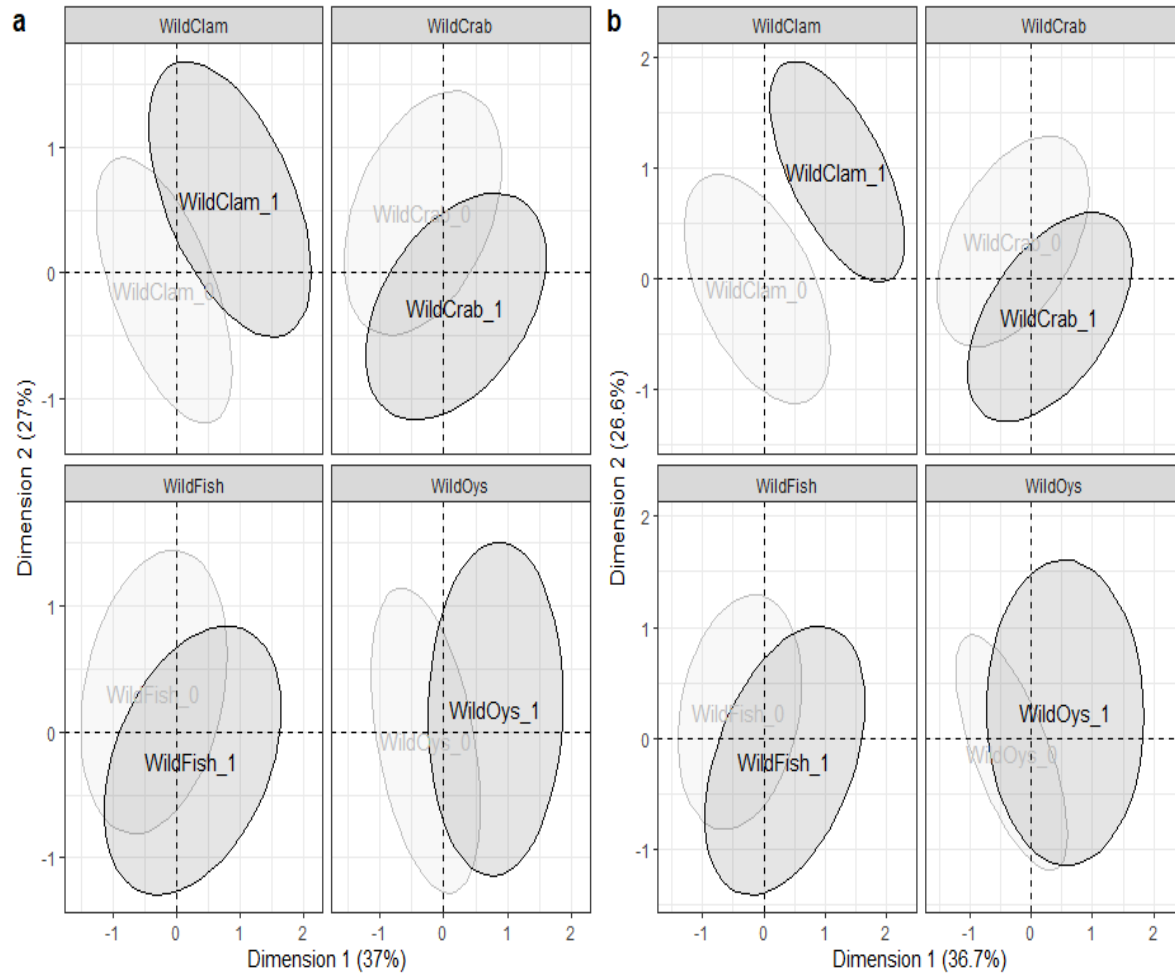 a
WildClam
WildCrab
1
0
-1
WildClam_1
WildClam_0
WildCrab_0
WildCrab_1
WildFish
WildOys
1
0
-1
WildFish_0
WildFish_1
WildOys_1
WildOys_0
-1 0 1 2
-1 0 1 2
Dimension 1 (37%)
Dimension 2 (27%)
b
WildClam
WildCrab
2
1
0
-1
WildClam_1
WildClam_0
WildCrab_0
WildCrab_1
WildFish
WildOys
2
1
0
-1
WildFish_0
WildFish_1
WildOys_1
WildOys_0
-1 0 1 2
-1 0 1 2
Dimension 1 (36.7%)
Dimension 2 (26.6%)